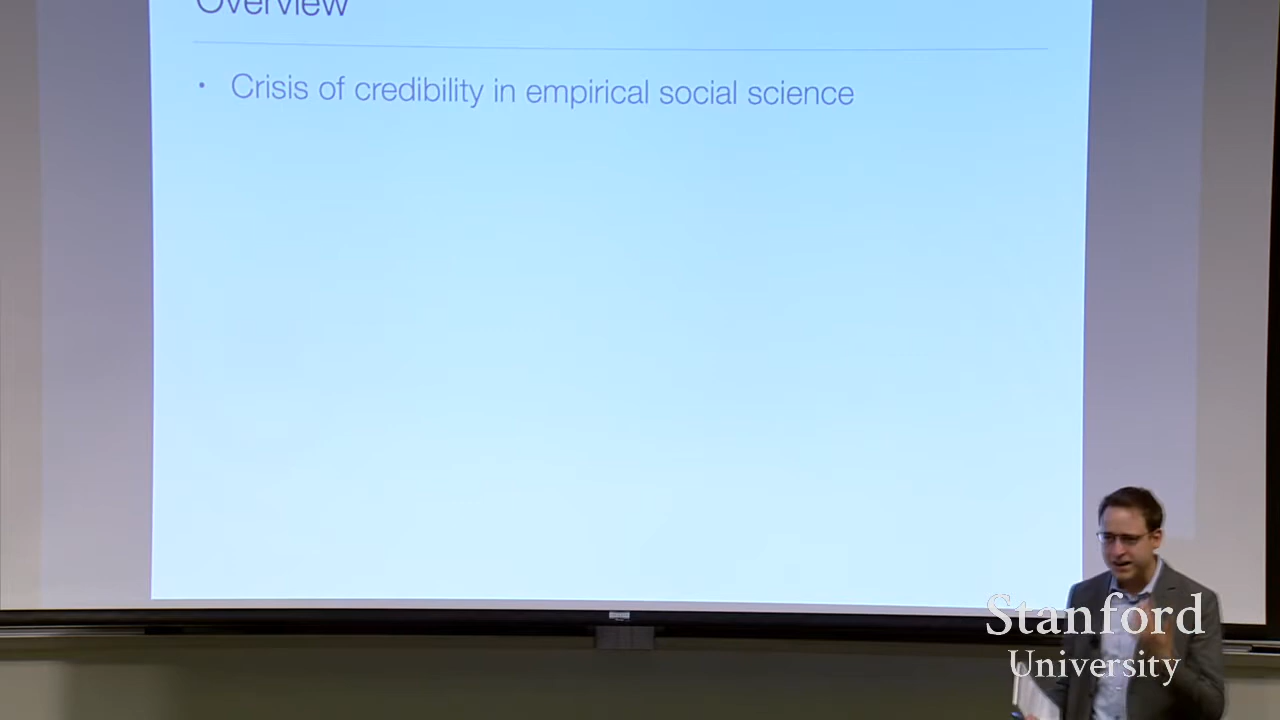 Overview
• Crisis of credibility in empirical social science
Stanford
University